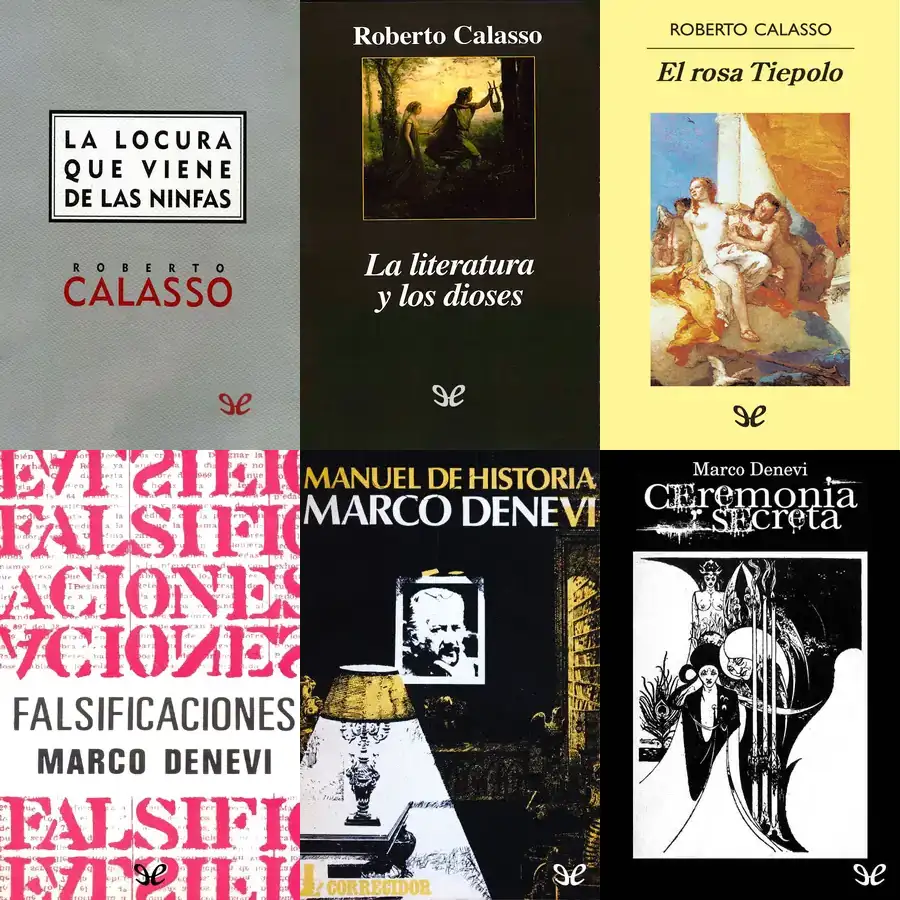 LA LOCURA
QUE VIENE
DE LAS NINFAS
ROBERTO
CALASSO
Roberto Calasso
La literatura
y los dioses
ROBERTO CALASSO
El rosa Tiepolo
FALSIFIC
ACIONES
FALSIFICACIONES
MARCO DENEVI
FALSIFI
MANUEL DE HISTORIA
MARCO DENEVI
CORREGIDOR
Marco Denevi
CEremonia
SEcreta